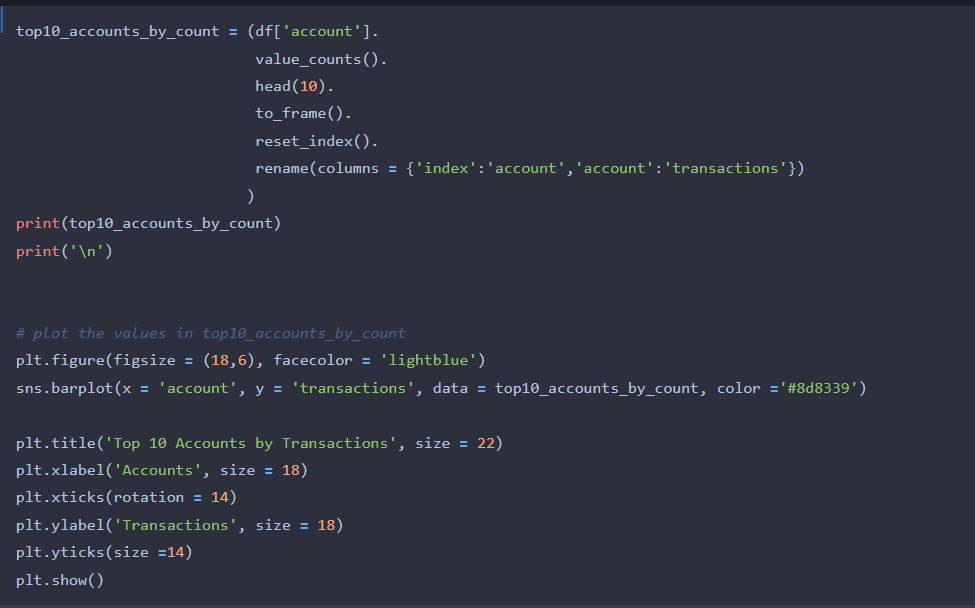 top10_accounts_by_count = (df['account'].
value_counts().
head(10).
to_frame().
reset_index().
rename(columns = {'index':'account','account':'transactions'})
)
print(top10_accounts_by_count)
print('\n')
# plot the values in top10_accounts_by_count
plt.figure(figsize = (18,6), facecolor = 'lightblue')
sns.barplot(x = 'account', y = 'transactions', data = top10_accounts_by_count, color ='#8d8339')
plt.title('Top 10 Accounts by Transactions', size = 22)
plt.xlabel('Accounts', size = 18)
plt.xticks(rotation = 14)
plt.ylabel('Transactions', size = 18)
plt.yticks(size =14)
plt.show()